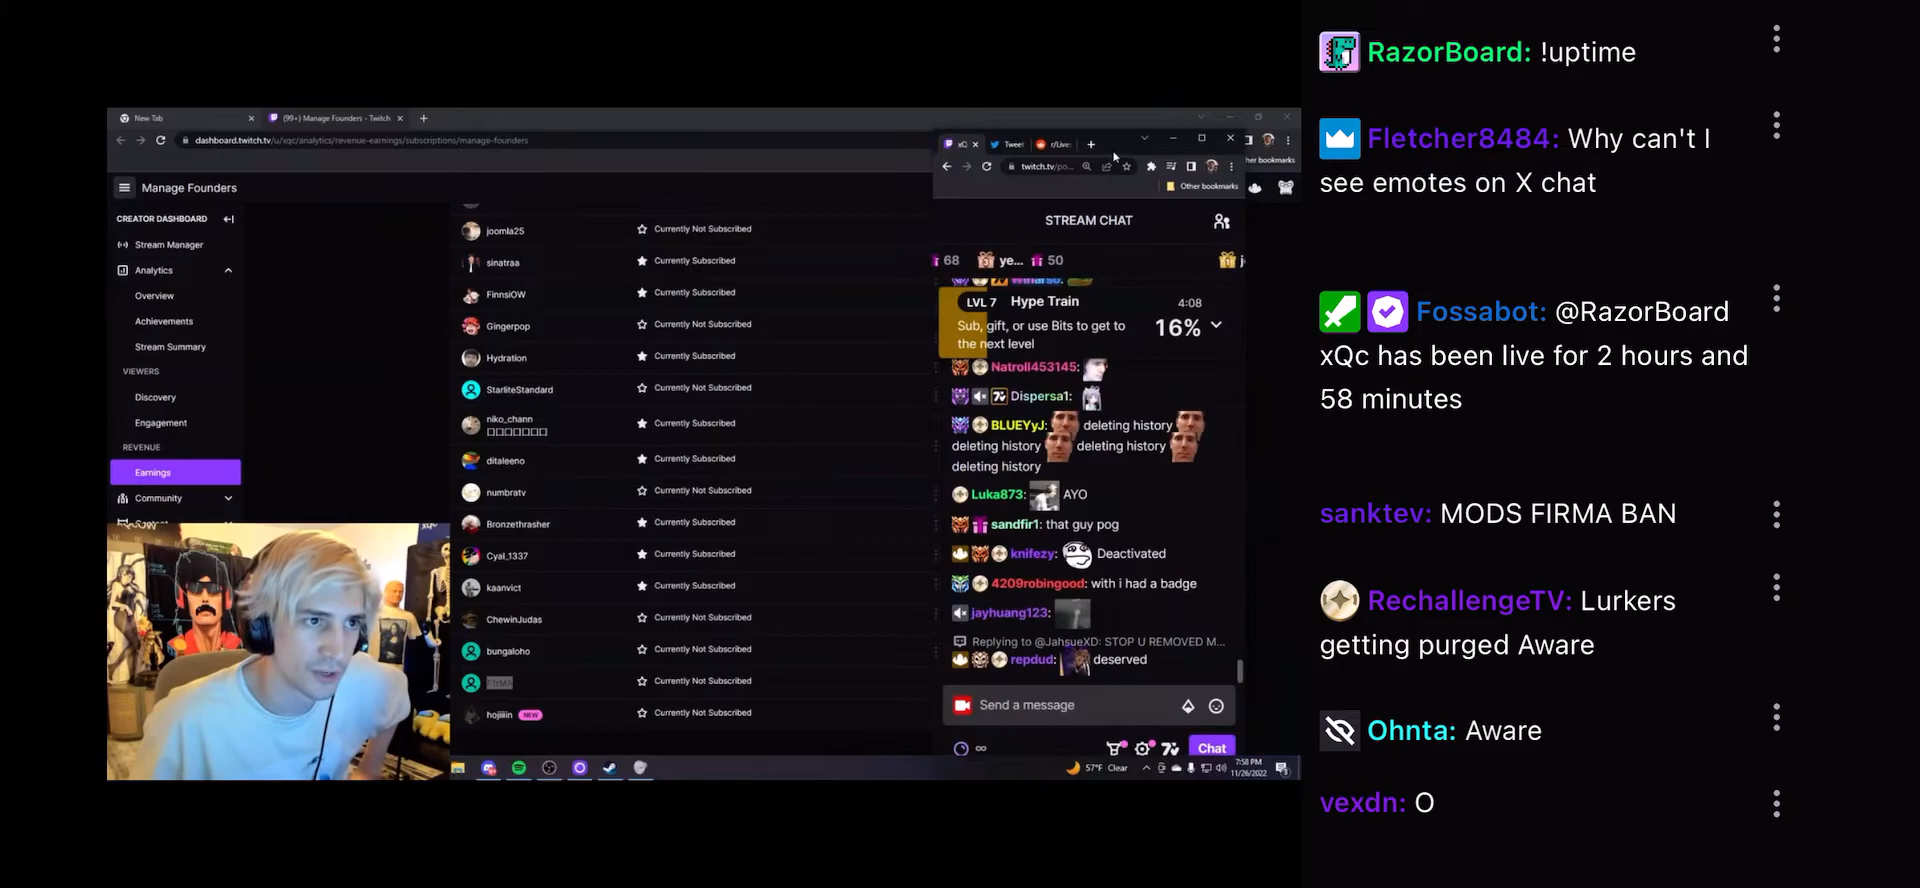 New Tab
(99+) Manage Founders - Twitch
dashboard.twitch.tv/u/xqc/analytics/revenue-earnings/subscriptions/manage-founders
Manage Founders
CREATOR DASHBOARD
Stream Manager
Analytics
Overview
Achievements
Stream Summary
VIEWERS
Discovery
Engagement
REVENUE
Earnings
Community
joomla25 Currently Not Subscribed
sinatraa Currently Subscribed
FinnsiOW Currently Subscribed
Gingerpop Currently Subscribed
Hydration Currently Subscribed
StarliteStandard Currently Not Subscribed
niko_chann Currently Subscribed
ditaleeno Currently Subscribed
numbratv Currently Not Subscribed
Bronzethrasher Currently Subscribed
Cyal_1337 Currently Subscribed
kaanvict Currently Subscribed
ChewinJudas Currently Not Subscribed
bungaloho Currently Not Subscribed
Currently Not Subscribed
hojiiiin NEW Currently Not Subscribed
xQ
Tweet
r/Live:
twitch.tv/po...
Other bookmarks
her bookmarks
STREAM CHAT
68 ye... 50
LVL 7 Hype Train 4:08
Sub, gift, or use Bits to get to
the next level
16%
Natroll453145:
Dispersa1:
BLUEYyJ: deleting history
deleting history deleting history
deleting history
Luka873: AYO
sandfir1: that guy pog
knifezy: Deactivated
4209robingood: with i had a badge
jayhuang123:
Replying to @JahsueXD: STOP U REMOVED M...
repdud: deserved
Send a message
Chat
57°F Clear
7:58 PM
11/26/2022
RazorBoard: !uptime
Fletcher8484: Why can't I
see emotes on X chat
Fossabot: @RazorBoard
xQc has been live for 2 hours and
58 minutes
sanktev: MODS FIRMA BAN
RechallengeTV: Lurkers
getting purged Aware
Ohnta: Aware
vexdn: O